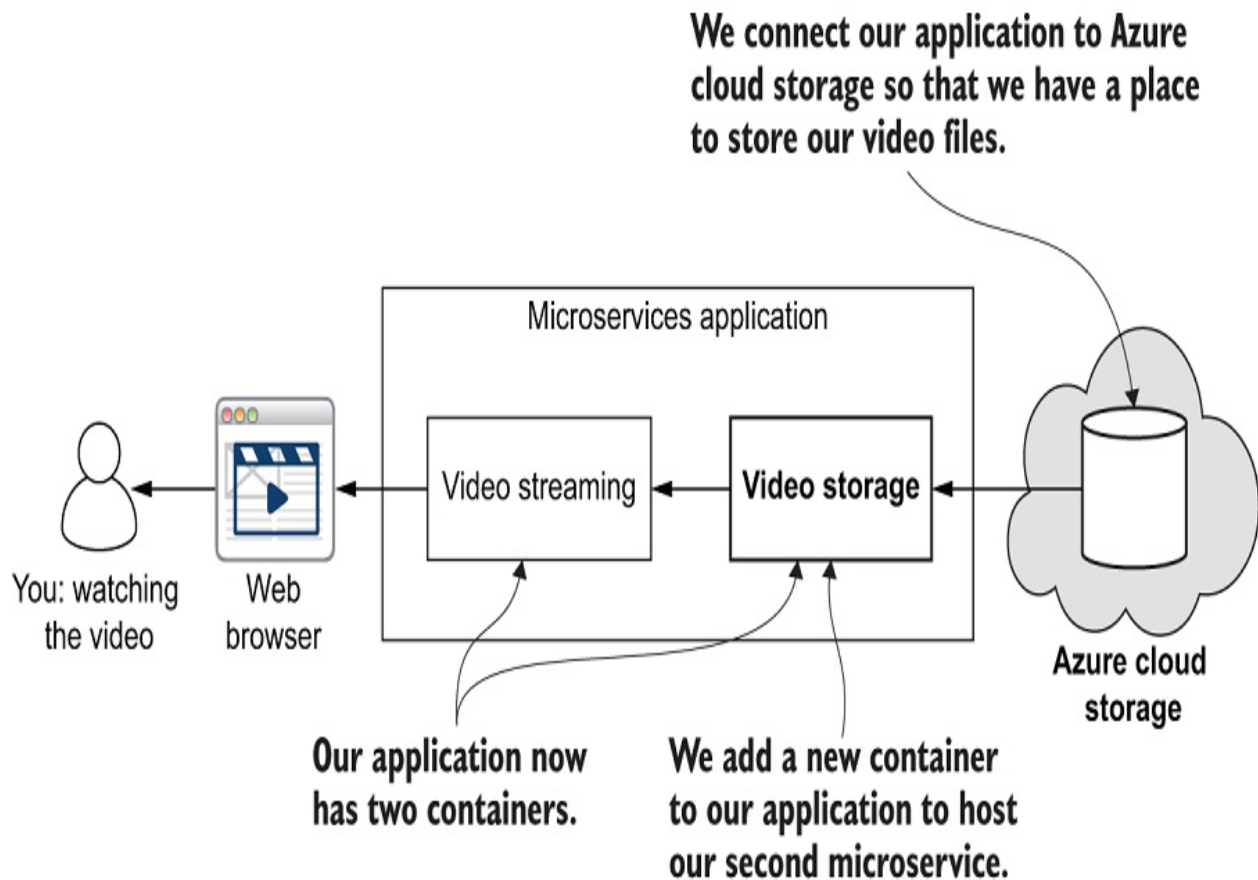 We connect our application to Azure
cloud storage so that we have a place
to store our video files.
Microservices application
Video streaming
Video storage
You: watching
the video
Web
browser
Azure cloud
storage
Our application now
has two containers.
We add a new container
to our application to host
our second microservice.